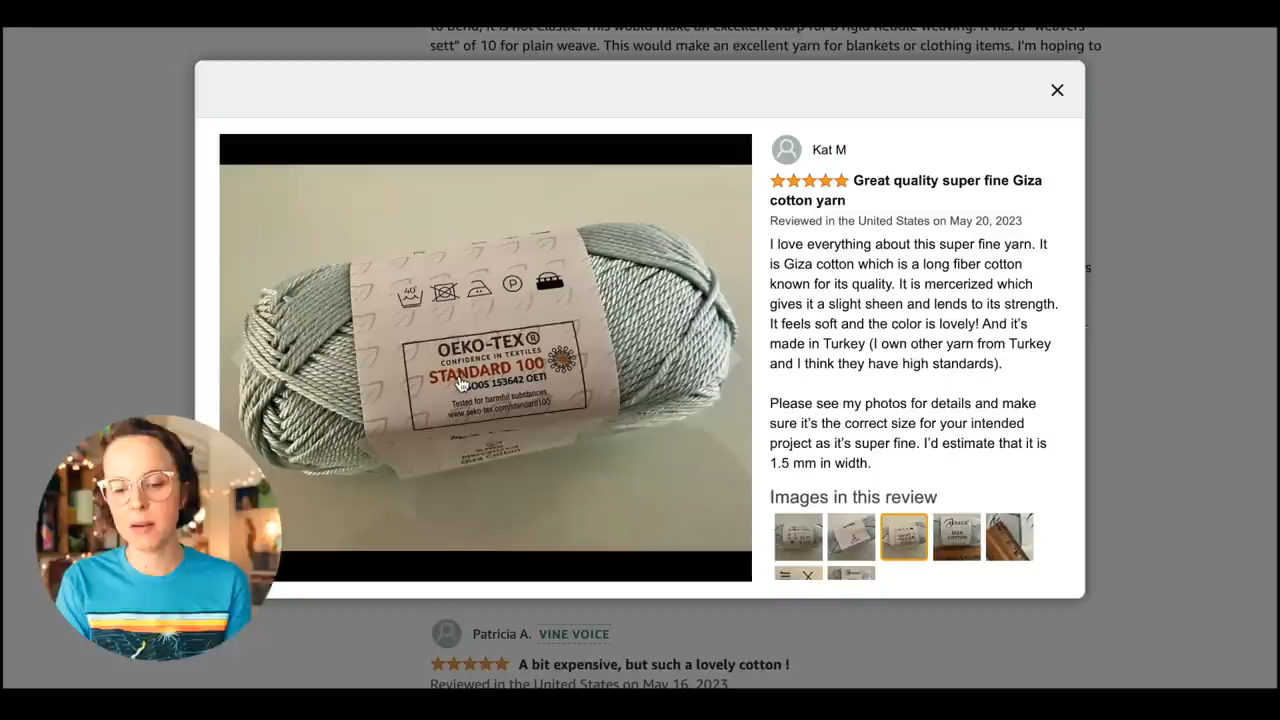 to bend, it is not elastic. This would make an excellent warp for a rigid heddle weaving. It has a "weavers
sett" of 10 for plain weave. This would make an excellent yarn for blankets or clothing items. I'm hoping to
Kat M
Great quality super fine Giza
cotton yarn
Reviewed in the United States on May 20, 2023
I love everything about this super fine yarn. It
is Giza cotton which is a long fiber cotton
known for its quality. It is mercerized which
gives it a slight sheen and lends to its strength.
It feels soft and the color is lovely! And it's
made in Turkey (I own other yarn from Turkey
and I think they have high standards).
Please see my photos for details and make
sure it's the correct size for your intended
project as it's super fine. I'd estimate that it is
1.5 mm in width.
Images in this review
40°
P
OEKO-TEX®
CONFIDENCE IN TEXTILES
STANDARD 100
153642 OETI
Tested for harmful substances
www.oeko-tex.com/standard100
Giza Cotton
GIZA
COTTON
Patricia A. VINE VOICE
A bit expensive, but such a lovely cotton !
Reviewed in the United States on May 16, 2023